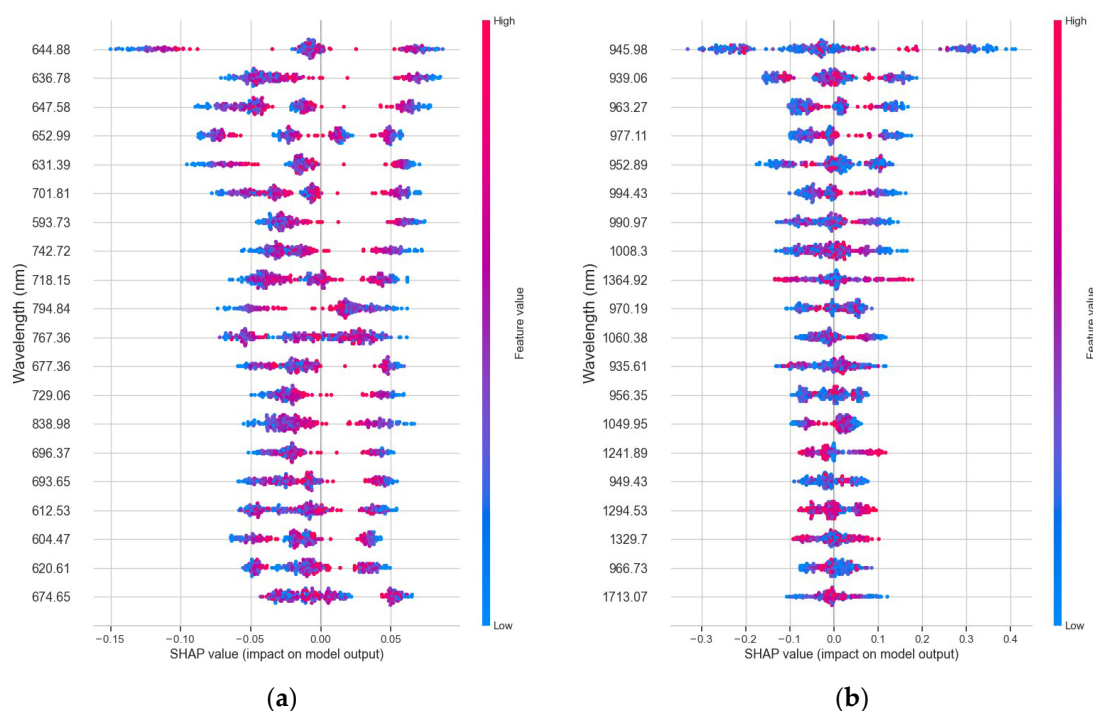 High
644.88
636.78
647.58
652.99
631.39
701.81
593.73
742.72
718.15
794.84
767.36
677.36
729.06
838.98
696.37
693.65
612.53
604.47
620.61
674.65
Wavelength (nm)
Feature value
Low
−0.15 −0.10 −0.05 0.00 0.05
SHAP value (impact on model output)
(a)
High
945.98
939.06
963.27
977.11
952.89
994.43
990.97
1008.3
1364.92
970.19
1060.38
935.61
956.35
1049.95
1241.89
949.43
1294.53
1329.7
966.73
1713.07
Wavelength (nm)
Feature value
Low
−0.3 −0.2 −0.1 0.0 0.1 0.2 0.3 0.4
SHAP value (impact on model output)
(b)